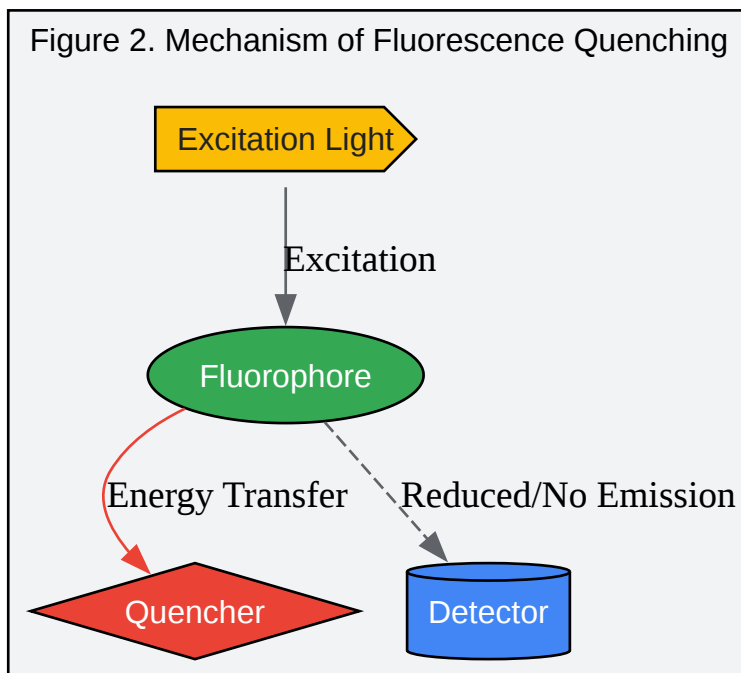 Figure 2. Mechanism of Fluorescence Quenching
Excitation Light
Excitation
Fluorophore
Energy Transfer
Reduced/No Emission
Quencher
Detector